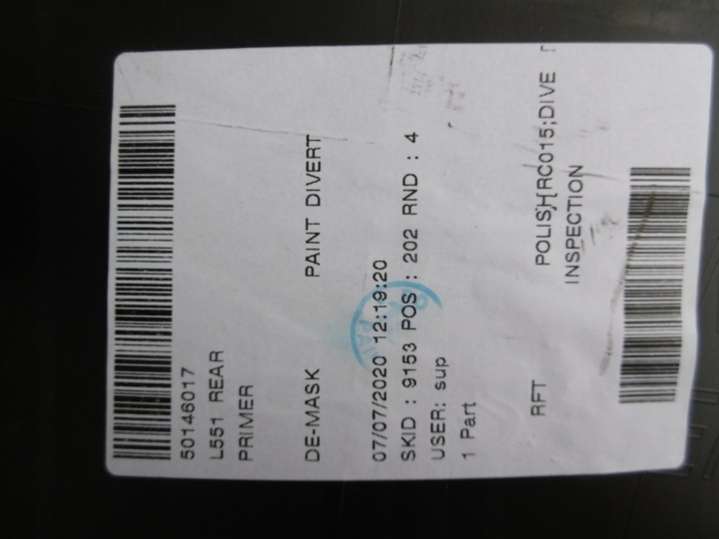 50146017
L551 REAR
PRIMER
DE-MASK PAINT DIVERT
07/07/2020 12:19:20
SKID : 9153 POS : 202 RND : 4
USER: sup
1 Part
RFT POLISH RC015;DIVE
INSPECTION